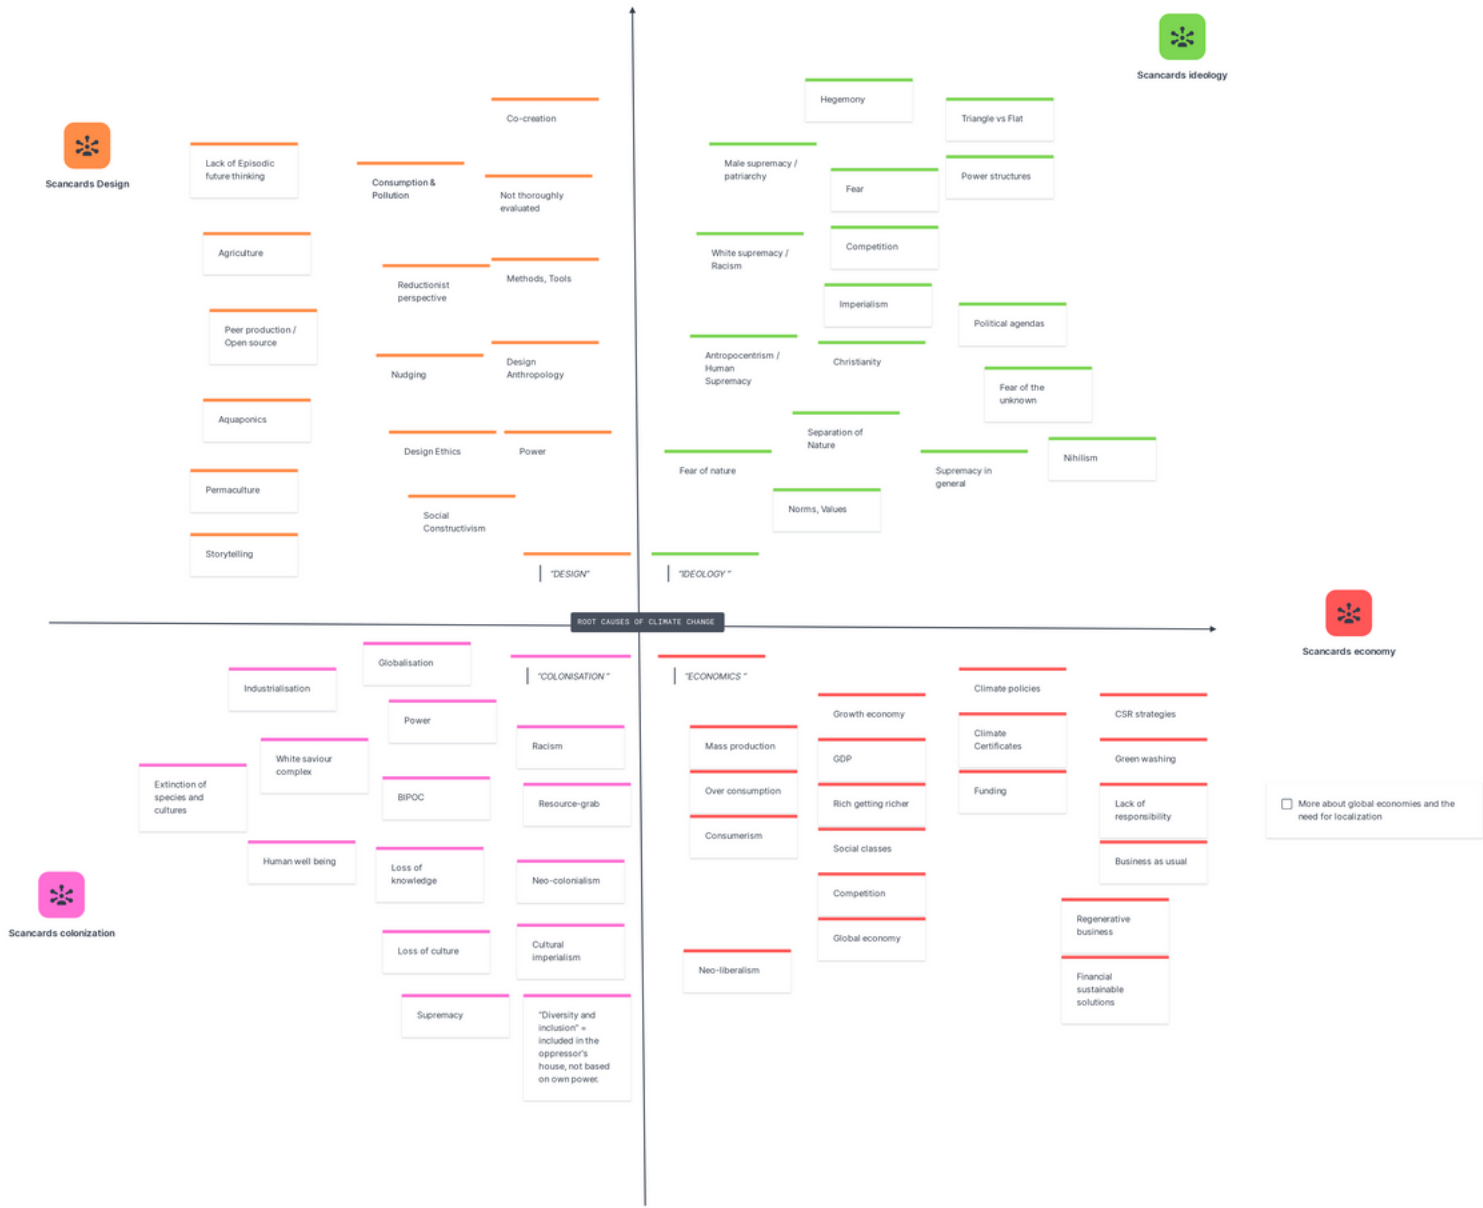 Scancards Design
Co-creation
Lack of Episodic
future thinking
Consumption &
Pollution
Not thoroughly
evaluated
Agriculture
Reductionist
perspective
Methods, Tools
Peer production /
Open source
Nudging
Design
Anthropology
Aquaponics
Design Ethics
Power
Permaculture
Social
Constructivism
Storytelling
"DESIGN"
Scancards ideology
Hegemony
Triangle vs Flat
Male supremacy /
patriarchy
Fear
Power structures
White supremacy /
Racism
Competition
Imperialism
Political agendas
Antropocentrism /
Human
Supremacy
Christianity
Fear of the
unknown
Separation of
Nature
Fear of nature
Supremacy in
general
Nihilism
Norms, Values
"IDEOLOGY "
ROOT CAUSES OF CLIMATE CHANGE
Globalisation
"COLONISATION "
Industrialisation
Power
Racism
White saviour
complex
Extinction of
species and
cultures
BIPOC
Resource-grab
Human well being
Loss of
knowledge
Neo-colonialism
Scancards colonization
Loss of culture
Cultural
imperialism
Supremacy
"Diversity and
inclusion" =
included in the
oppressor's
house, not based
on own power.
Scancards economy
"ECONOMICS "
Climate policies
Growth economy
CSR strategies
Mass production
Climate
Certificates
GDP
Green washing
Over consumption
Rich getting richer
Funding
Lack of
responsibility
Consumerism
Social classes
Business as usual
Competition
Regenerative
business
Global economy
Neo-liberalism
Financial
sustainable
solutions
More about global economies and the
need for localization